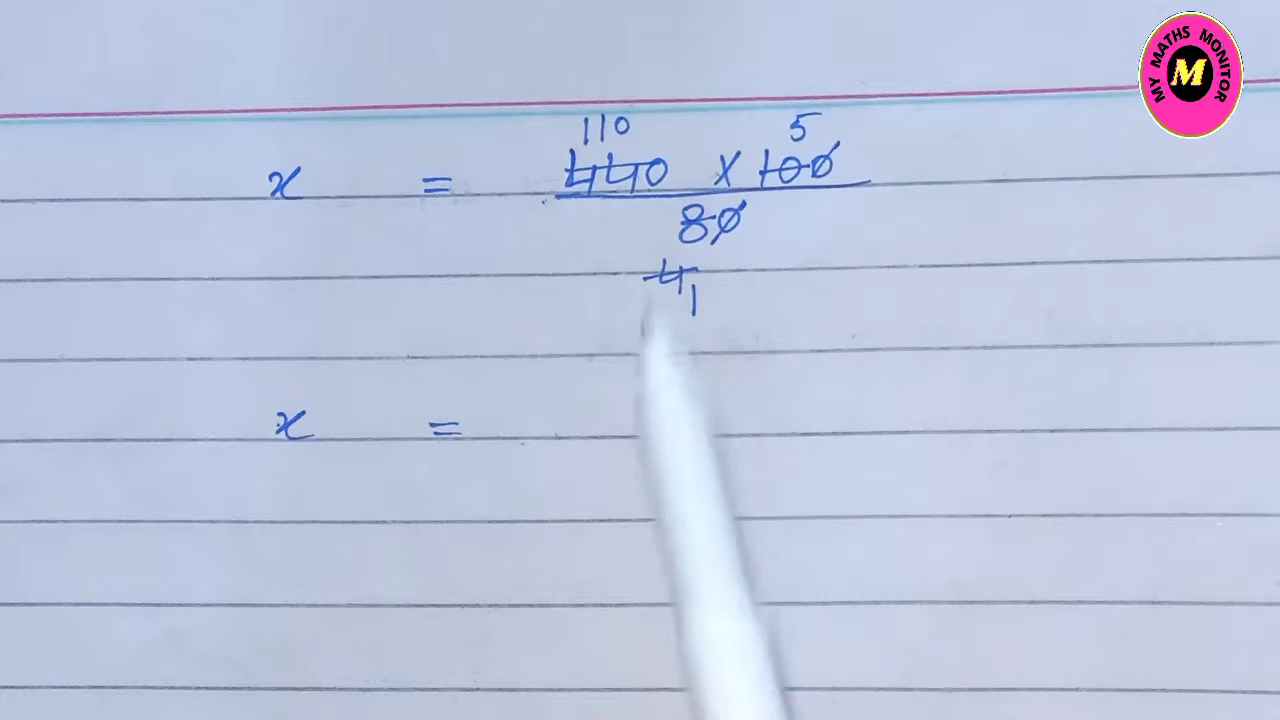 MY MATHS MONITOR
M
110 5
x = 440 x 100
80
4 1
x =